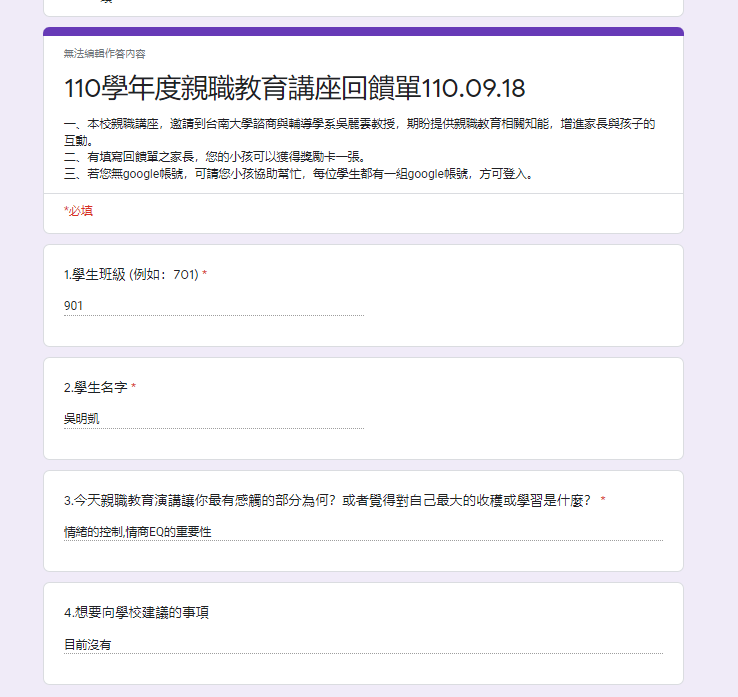 無法編輯作答內容
110學年度親職教育講座回饋單110.09.18
一、本校親職講座，邀請到台南大學諮商與輔導學系吳麗雲教授，期盼提供親職教育相關知能，增進家長與孩子的
互動。
二、有填寫回饋單之家長，您的小孩可以獲得獎勵卡一張。
三、若您無google帳號，可請您小孩協助幫忙，每位學生都有一組google帳號，方可登入。
*必填
1.學生班級 (例如：701) *
901
2.學生名字 *
吳明凱
3.今天親職教育演講讓你最有感觸的部分為何？或者覺得對自己最大的收穫或學習是什麼？ *
情緒的控制,情商EQ的重要性
4.想要向學校建議的事項
目前沒有